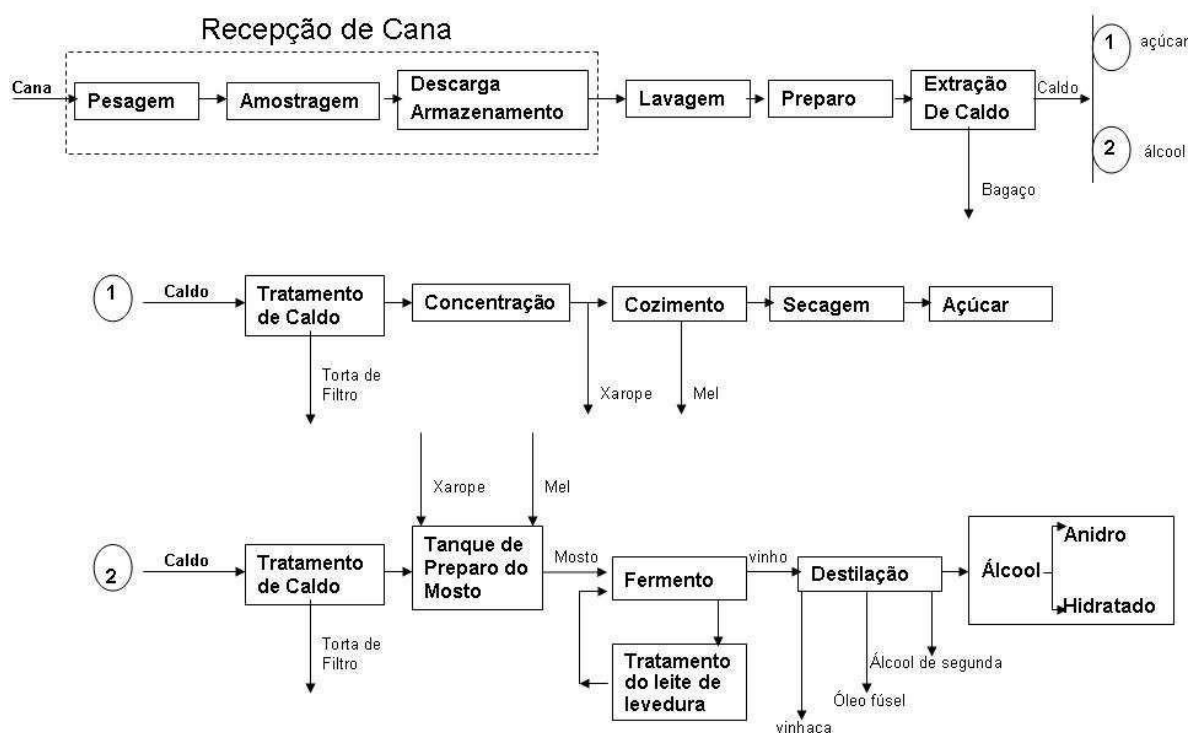 Recepção de Cana
Cana
Pesagem
Amostragem
Descarga
Armazenamento
Lavagem
Preparo
Extração
De Caldo
Caldo
1
açúcar
2
álcool
Bagaço
1
Caldo
Tratamento
de Caldo
Concentração
Cozimento
Secagem
Açúcar
Torta de
Filtro
Xarope
Mel
Xarope
Mel
2
Caldo
Tratamento
de Caldo
Tanque de
Preparo do
Mosto
Mosto
Fermento
vinho
Destilação
Álcool
Anidro
Hidratado
Torta de
Filtro
Tratamento
do leite de
levedura
Álcool de segunda
Óleo fúsel
vinhaca